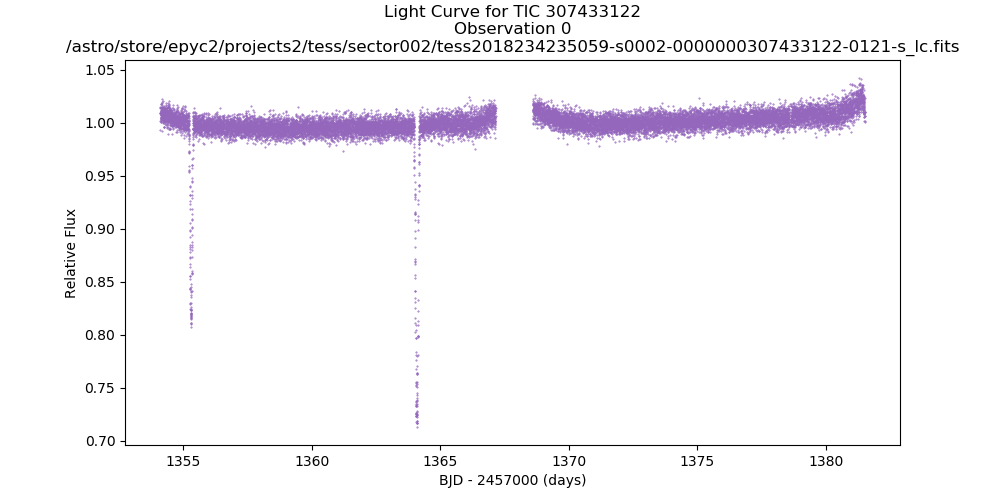 Light Curve for TIC 307433122
Observation 0
/astro/store/epyc2/projects2/tess/sector002/tess2018234235059-s0002-0000000307433122-0121-s_lc.fits
1.05
1.00
0.95
0.90
0.85
0.80
0.75
0.70
Relative Flux
1355 1360 1365 1370 1375 1380
BJD - 2457000 (days)